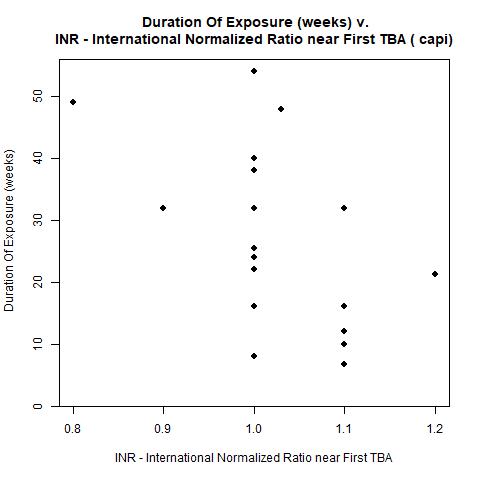 Duration Of Exposure (weeks) v.
INR - International Normalized Ratio near First TBA ( capi)
Duration Of Exposure (weeks)
50
40
30
20
10
0
0.8 0.9 1.0 1.1 1.2
INR - International Normalized Ratio near First TBA